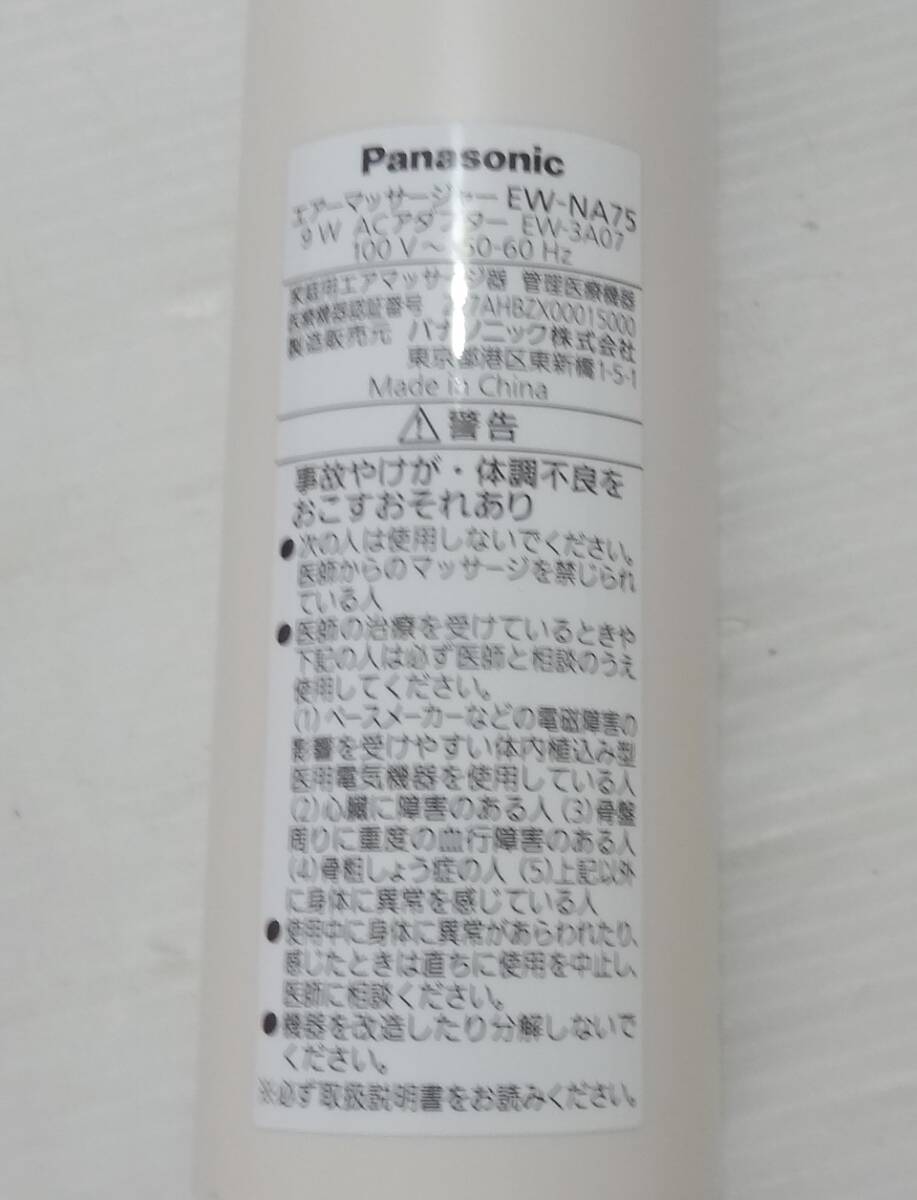 Panasonic
エアーマッサージャー EW-NA75
9 W ACアダプター EW-3A07
100 V～ 50-60 Hz
家庭用エアマッサージ器 管理医療機器
医療機器認証番号 227AHBZX00015000
製造販売元 パナソニック株式会社
東京都港区東新橋1-5-1
Made in China
⚠ 警告
事故やけが・体調不良を
おこすおそれあり
●次の人は使用しないでください。
医師からのマッサージを禁じられ
ている人
●医師の治療を受けているときや
下記の人は必ず医師と相談のうえ
使用してください。
(1) ペースメーカーなどの電磁障害の
影響を受けやすい体内植込み型
医用電気機器を使用している人
(2)心臓に障害のある人 (3)骨盤
周りに重度の血行障害のある人
(4)骨粗しょう症の人 (5)上記以外
に身体に異常を感じている人
●使用中に身体に異常があらわれたり、
感じたときは直ちに使用を中止し、
医師に相談ください。
●機器を改造したり分解しないで
ください。
※必ず取扱説明書をお読みください。